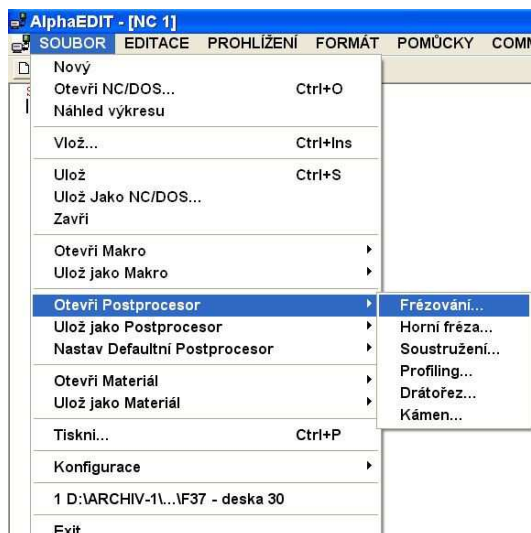 AlphaEDIT - [NC 1]
SOUBOR EDITACE PROHLÍŽENÍ FORMÁT POMŮCKY COMM
Nový
Otevři NC/DOS... Ctrl+O
Náhled výkresu
Vlož... Ctrl+Ins
Ulož Ctrl+S
Ulož Jako NC/DOS...
Zavři
Otevři Makro
Ulož jako Makro
Otevři Postprocesor Frézování...
Ulož jako Postprocesor Horní fréza...
Nastav Defaultní Postprocesor Soustružení...
Profiling...
Otevři Materiál Drátořez...
Ulož jako Materiál Kámen...
Tiskni... Ctrl+P
Konfigurace
1 D:\ARCHIV-1\...\F37 - deska 30
Exit